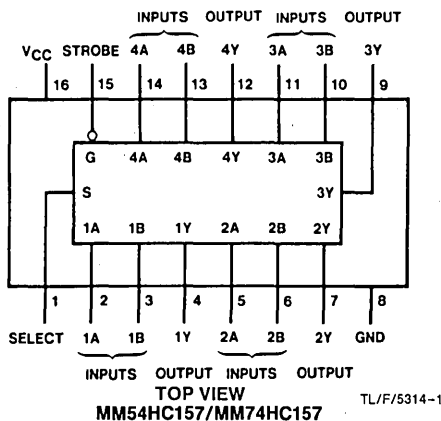 INPUTS OUTPUT INPUTS OUTPUT
VCC STROBE 4A 4B 4Y 3A 3B 3Y
16 15 14 13 12 11 10 9
G 4A 4B 4Y 3A 3B
S 3Y
1A 1B 1Y 2A 2B 2Y
1 2 3 4 5 6 7 8
SELECT 1A 1B 1Y 2A 2B 2Y GND
INPUTS OUTPUT INPUTS OUTPUT
TOP VIEW
TL/F/5314-1
MM54HC157/MM74HC157